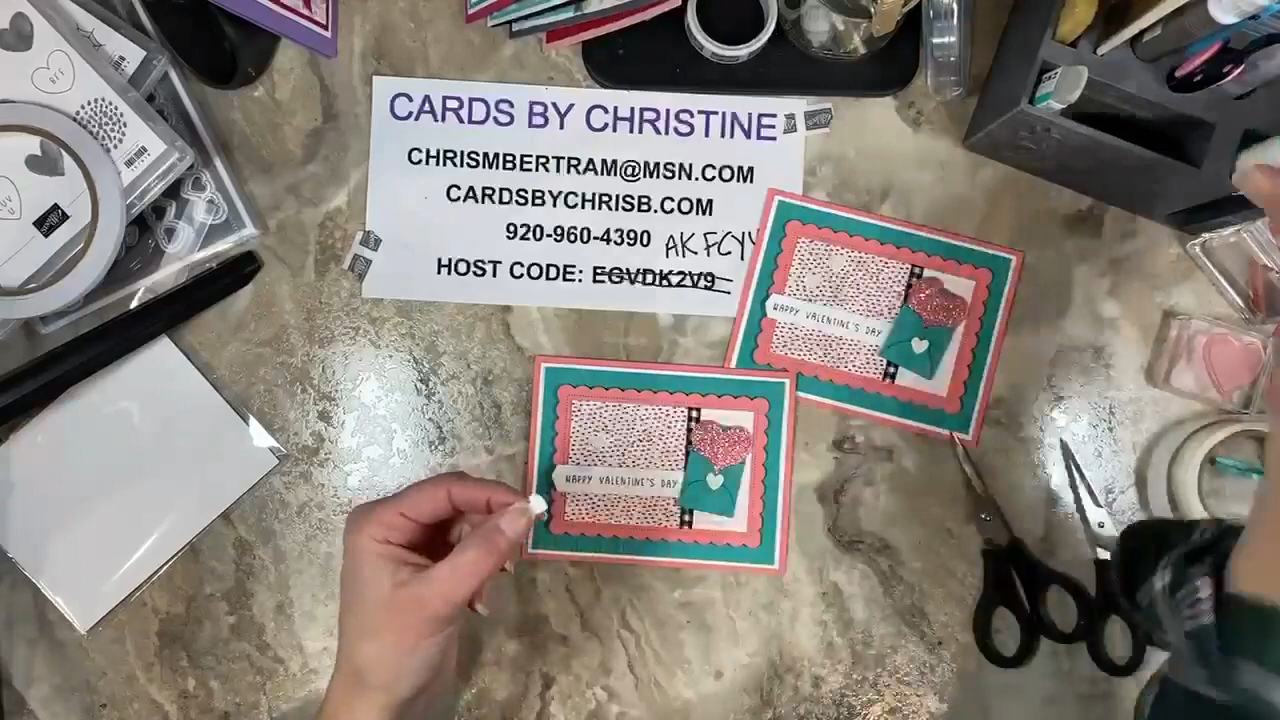 CARDS BY CHRISTINE
CHRISMBERTRAM@MSN.COM
CARDSBYCHRISB.COM
920-960-4390
HOST CODE: EGVDK2V9
HAPPY VALENTINE'S DAY
HAPPY VALENTINE'S DAY
BFF